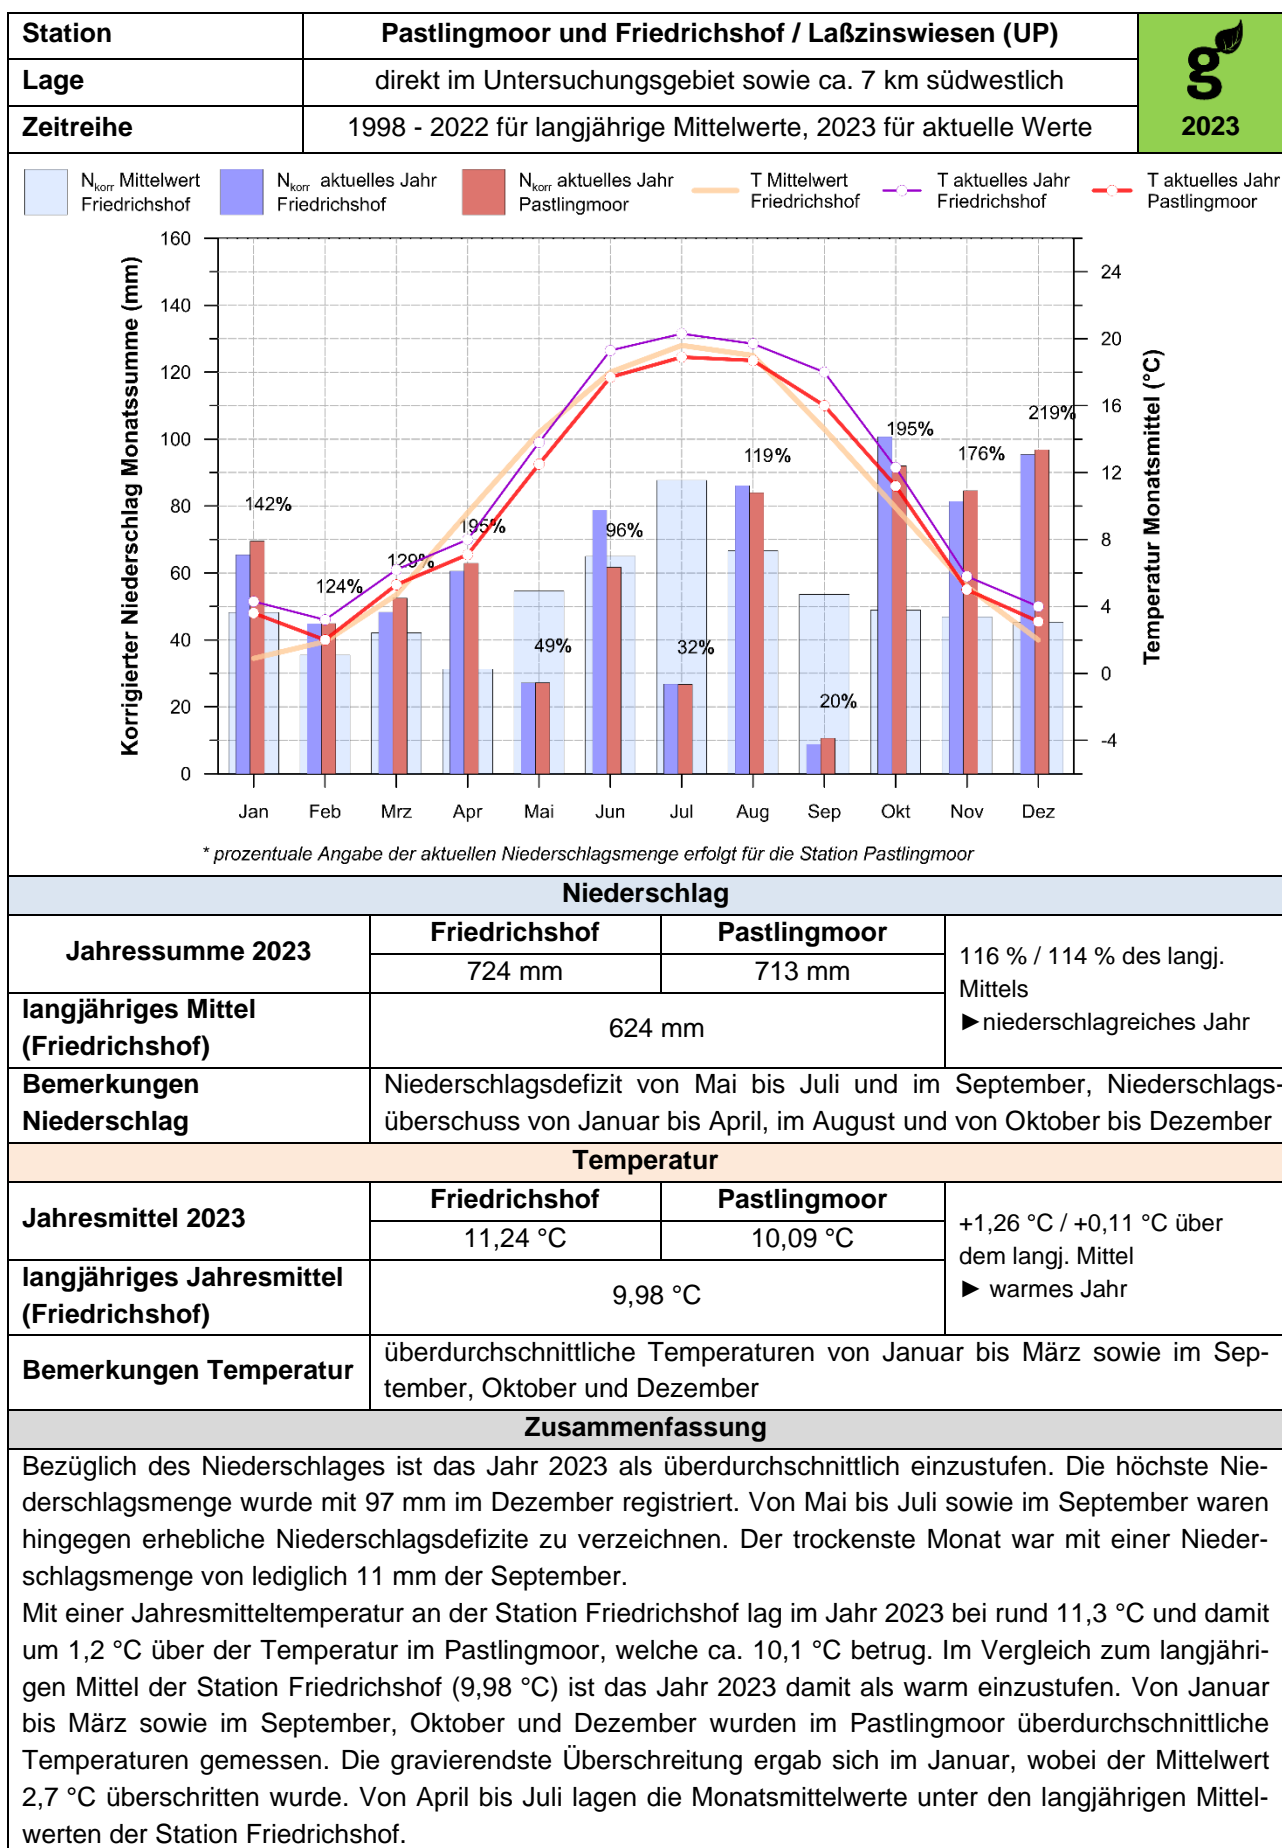 Station
Pastlingmoor und Friedrichshof / Laßzinswiesen (UP)
Lage
direkt im Untersuchungsgebiet sowie ca. 7 km südwestlich
Zeitreihe
1998 - 2022 für langjährige Mittelwerte, 2023 für aktuelle Werte
g
2023
Nkorr Mittelwert
Friedrichshof
Nkorr aktuelles Jahr
Friedrichshof
Nkorr aktuelles Jahr
Pastlingmoor
T Mittelwert
Friedrichshof
T aktuelles Jahr
Friedrichshof
T aktuelles Jahr
Pastlingmoor
Korrigierter Niederschlag Monatssumme (mm)
160
140
120
100
80
60
40
20
0
142%
124%
129%
195%
49%
96%
32%
119%
20%
195%
176%
219%
24
20
16
12
8
4
0
-4
Temperatur Monatsmittel (°C)
Jan Feb Mrz Apr Mai Jun Jul Aug Sep Okt Nov Dez
* prozentuale Angabe der aktuellen Niederschlagsmenge erfolgt für die Station Pastlingmoor
Niederschlag
Jahressumme 2023
Friedrichshof
Pastlingmoor
724 mm
713 mm
116 % / 114 % des langj.
Mittels
►niederschlagreiches Jahr
langjähriges Mittel
(Friedrichshof)
624 mm
Bemerkungen
Niederschlag
Niederschlagsdefizit von Mai bis Juli und im September, Niederschlags-
überschuss von Januar bis April, im August und von Oktober bis Dezember
Temperatur
Jahresmittel 2023
Friedrichshof
Pastlingmoor
11,24 °C
10,09 °C
+1,26 °C / +0,11 °C über
dem langj. Mittel
► warmes Jahr
langjähriges Jahresmittel
(Friedrichshof)
9,98 °C
Bemerkungen Temperatur
überdurchschnittliche Temperaturen von Januar bis März sowie im Sep-
tember, Oktober und Dezember
Zusammenfassung
Bezüglich des Niederschlages ist das Jahr 2023 als überdurchschnittlich einzustufen. Die höchste Nie-
derschlagsmenge wurde mit 97 mm im Dezember registriert. Von Mai bis Juli sowie im September waren
hingegen erhebliche Niederschlagsdefizite zu verzeichnen. Der trockenste Monat war mit einer Nieder-
schlagsmenge von lediglich 11 mm der September.
Mit einer Jahresmitteltemperatur an der Station Friedrichshof lag im Jahr 2023 bei rund 11,3 °C und damit
um 1,2 °C über der Temperatur im Pastlingmoor, welche ca. 10,1 °C betrug. Im Vergleich zum langjähri-
gen Mittel der Station Friedrichshof (9,98 °C) ist das Jahr 2023 damit als warm einzustufen. Von Januar
bis März sowie im September, Oktober und Dezember wurden im Pastlingmoor überdurchschnittliche
Temperaturen gemessen. Die gravierendste Überschreitung ergab sich im Januar, wobei der Mittelwert
2,7 °C überschritten wurde. Von April bis Juli lagen die Monatsmittelwerte unter den langjährigen Mittel-
werten der Station Friedrichshof.